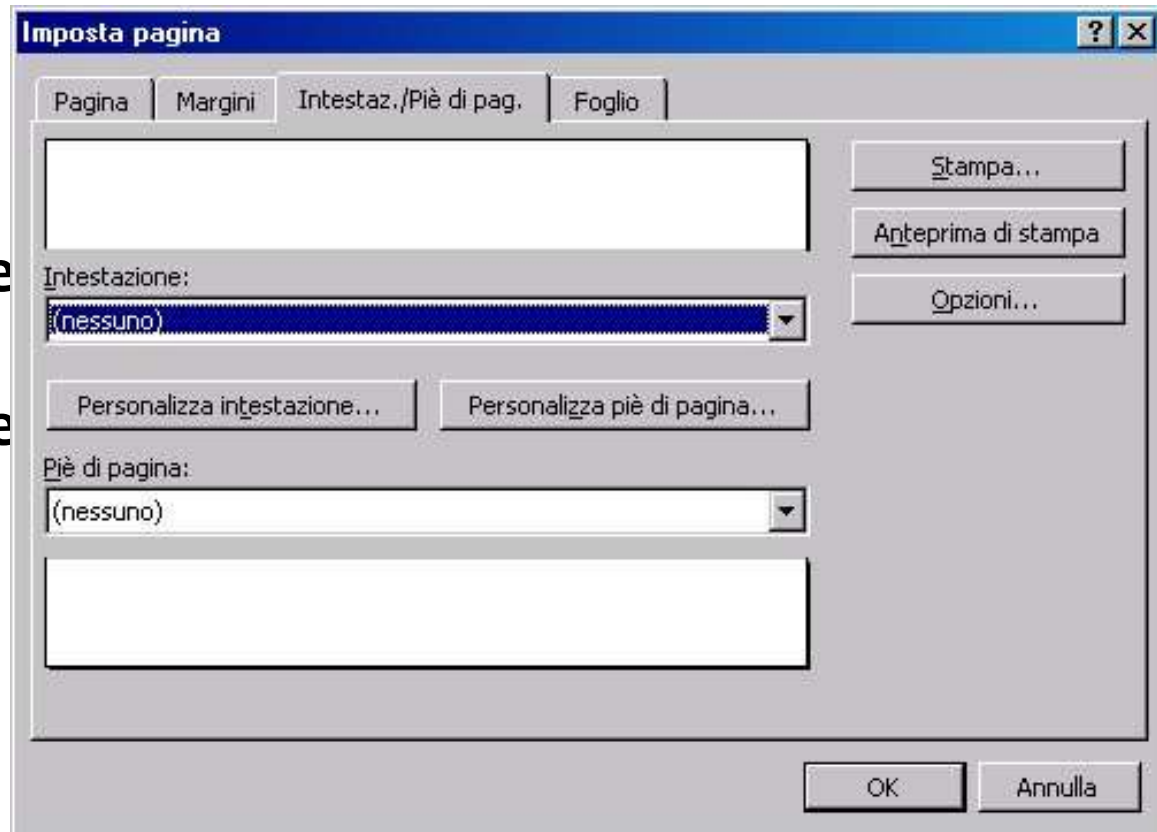 Imposta pagina
Pagina Margini Intestaz./Piè di pag. Foglio
Stampa...
Anteprima di stampa
Opzioni...
e
Intestazione:
(nessuno)
Personalizza intestazione... Personalizza piè di pagina...
e
Piè di pagina:
(nessuno)
OK Annulla